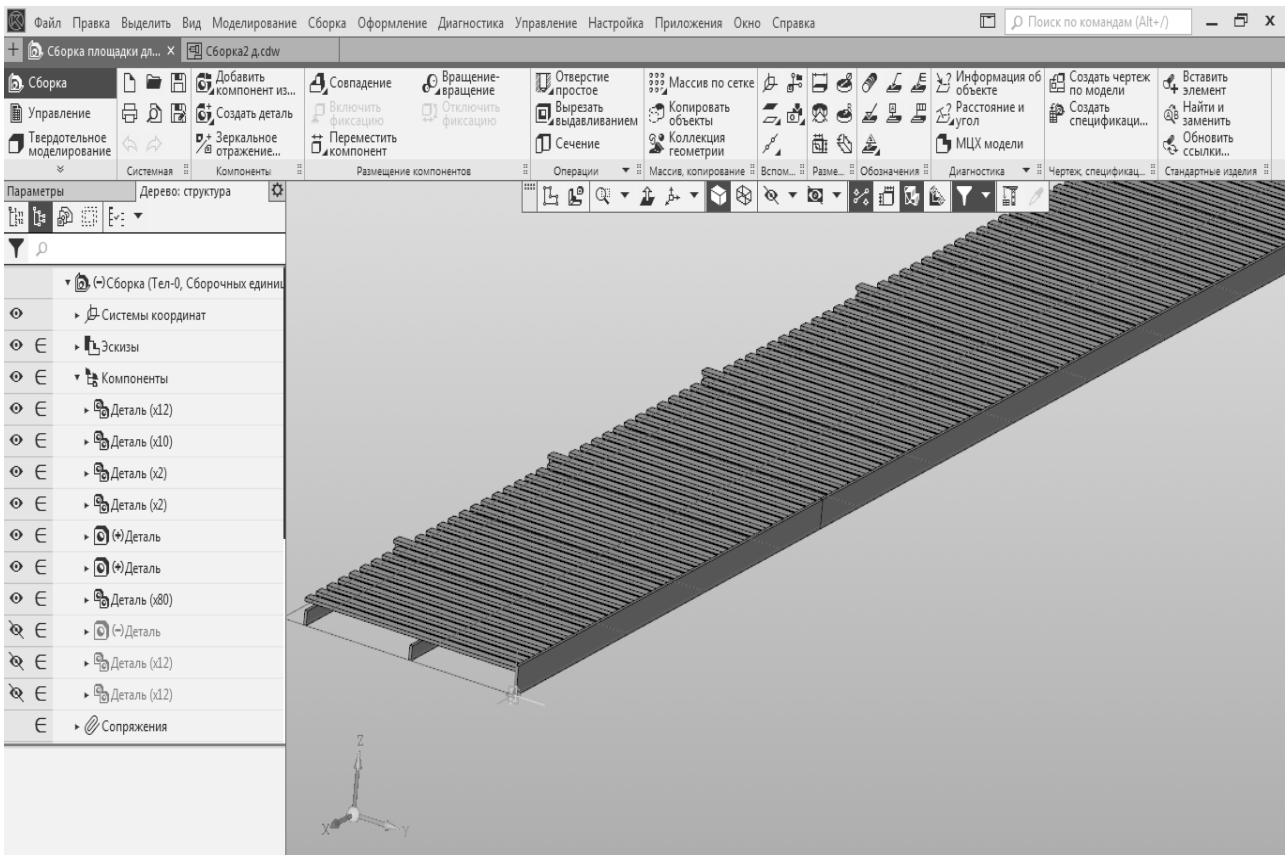 Файл Правка Выделить Вид Моделирование Сборка Оформление Диагностика Управление Настройка Приложения Окно Справка
Поиск по командам (Alt+/)
Сборка площадки дл... X Сборка2 д.cdw
Сборка
Управление
Твердотельное
моделирование
Системная
Добавить
компонент из...
Создать деталь
Зеркальное
отражение...
Компоненты
Совпадение
Включить
фиксацию
Переместить
компонент
Вращение-
вращение
Отключить
фиксацию
Размещение компонентов
Отверстие
простое
Вырезать
выдавливанием
Сечение
Операции
Массив по сетке
Копировать
объекты
Коллекция
геометрии
Массив, копирование
Вспом...
Разме...
Обозначения
Информация об
объекте
Расстояние и
угол
МЦХ модели
Диагностика
Создать чертеж
по модели
Создать
спецификаци...
Чертеж, спецификац...
Вставить
элемент
Найти и
заменить
Обновить
ссылки...
Стандартные изделия
Параметры Дерево: структура
(-)Сборка (Тел-0, Сборочных единиц
Системы координат
Эскизы
Компоненты
Деталь (x12)
Деталь (x10)
Деталь (x2)
Деталь (x2)
(+)Деталь
(+)Деталь
Деталь (x80)
(-)Деталь
Деталь (x12)
Деталь (x12)
Сопряжения
Z
X
Y